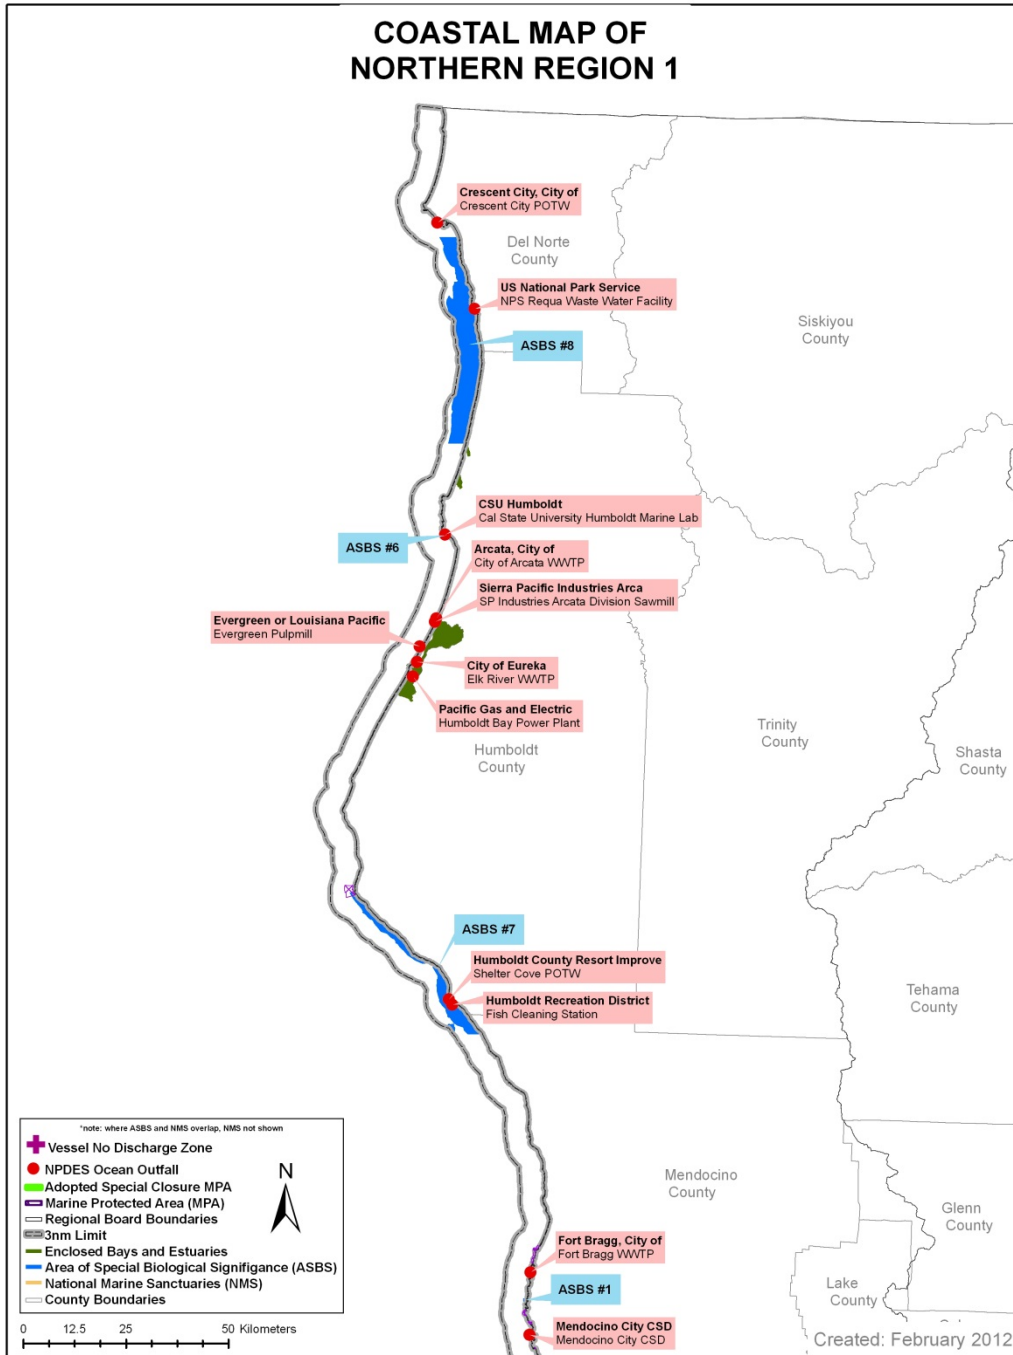 COASTAL MAP OF
NORTHERN REGION 1
Crescent City, City of
Crescent City POTW
Del Norte
County
US National Park Service
NPS Requa Waste Water Facility
Siskiyou
County
ASBS #8
CSU Humboldt
Cal State University Humboldt Marine Lab
ASBS #6
Arcata, City of
City of Arcata WWTP
Sierra Pacific Industries Arca
SP Industries Arcata Division Sawmill
Evergreen or Louisiana Pacific
Evergreen Pulpmill
City of Eureka
Elk River WWTP
Pacific Gas and Electric
Humboldt Bay Power Plant
Humboldt
County
Trinity
County
Shasta
County
ASBS #7
Humboldt County Resort Improve
Shelter Cove POTW
Humboldt Recreation District
Fish Cleaning Station
Tehama
County
Mendocino
County
Glenn
County
Fort Bragg, City of
Fort Bragg WWTP
ASBS #1
Lake
County
Mendocino City CSD
Mendocino City CSD
*note: where ASBS and NMS overlap, NMS not shown
Vessel No Discharge Zone
NPDES Ocean Outfall
Adopted Special Closure MPA
Marine Protected Area (MPA)
Regional Board Boundaries
3nm Limit
Enclosed Bays and Estuaries
Area of Special Biological Signifigance (ASBS)
National Marine Sanctuaries (NMS)
County Boundaries
N
0 12.5 25 50 Kilometers
Created: February 2012